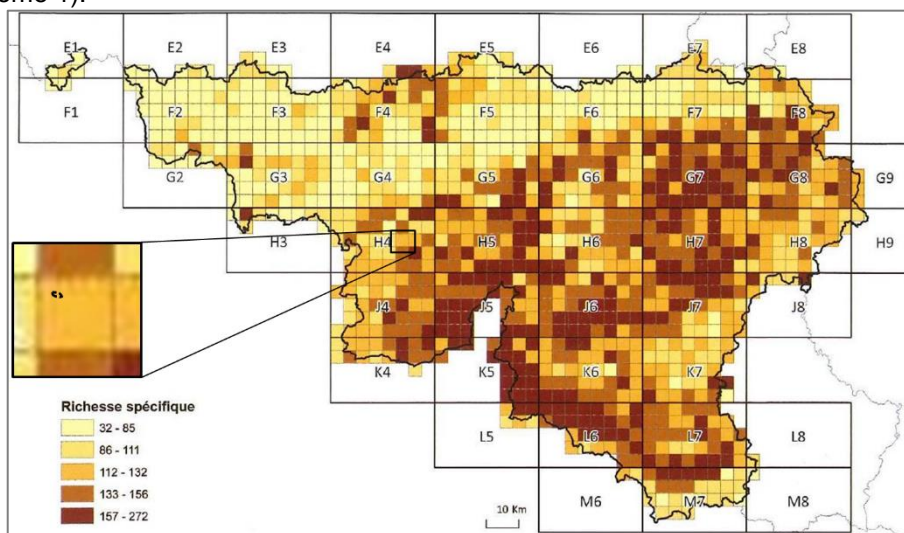 E1 E2 E3 E4 E5 E6 E7 E8
F1 F2 F3 F4 F5 F6 F7 F8
G2 G3 G4 G5 G6 G7 G8 G9
H3 H4 H5 H6 H7 H8 H9
J4 J5 J6 J7 J8
K4 K5 K6 K7
L5 L6 L7 L8
M6 M7 M8
Richesse spécifique
32 - 85
86 - 111
112 - 132
133 - 156
157 - 272
10 Km